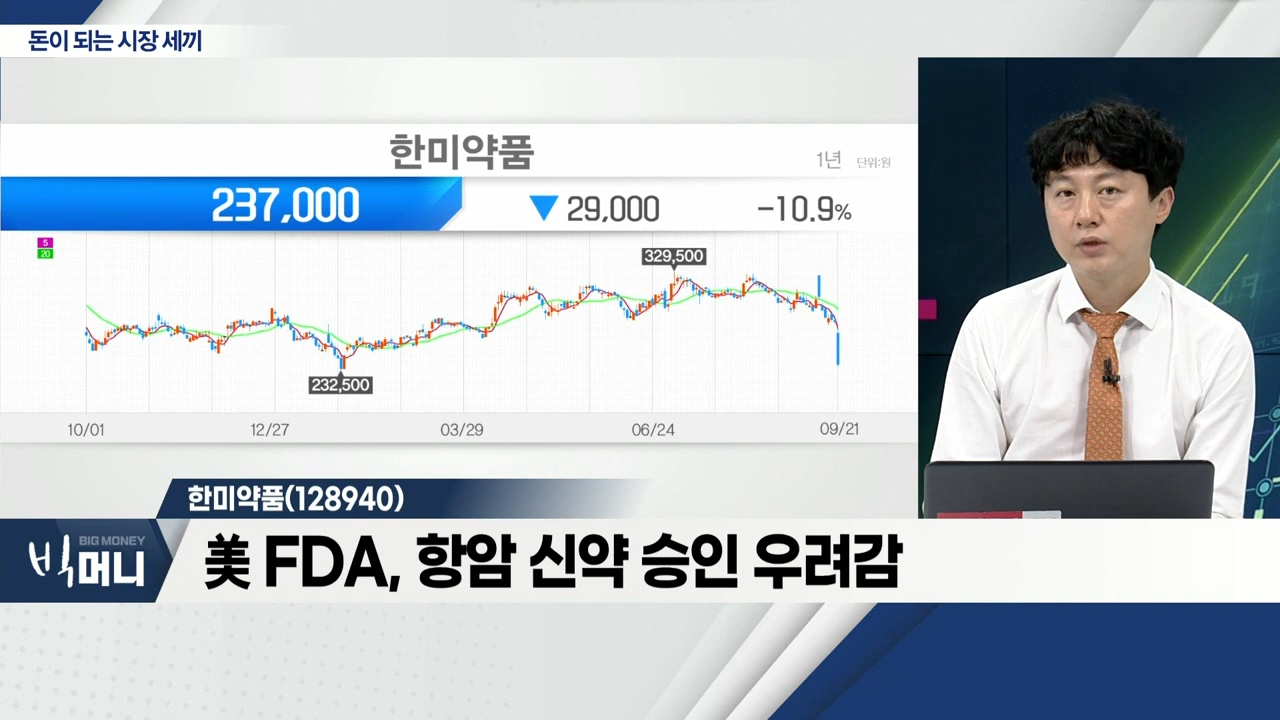 돈이 되는 시장 세끼
한미약품
1년 단위:원
237,000 ▼ 29,000 -10.9%
5
20
329,500
232,500
10/01 12/27 03/29 06/24 09/21
한미약품(128940)
BIG MONEY
빅머니
美 FDA, 항암 신약 승인 우려감